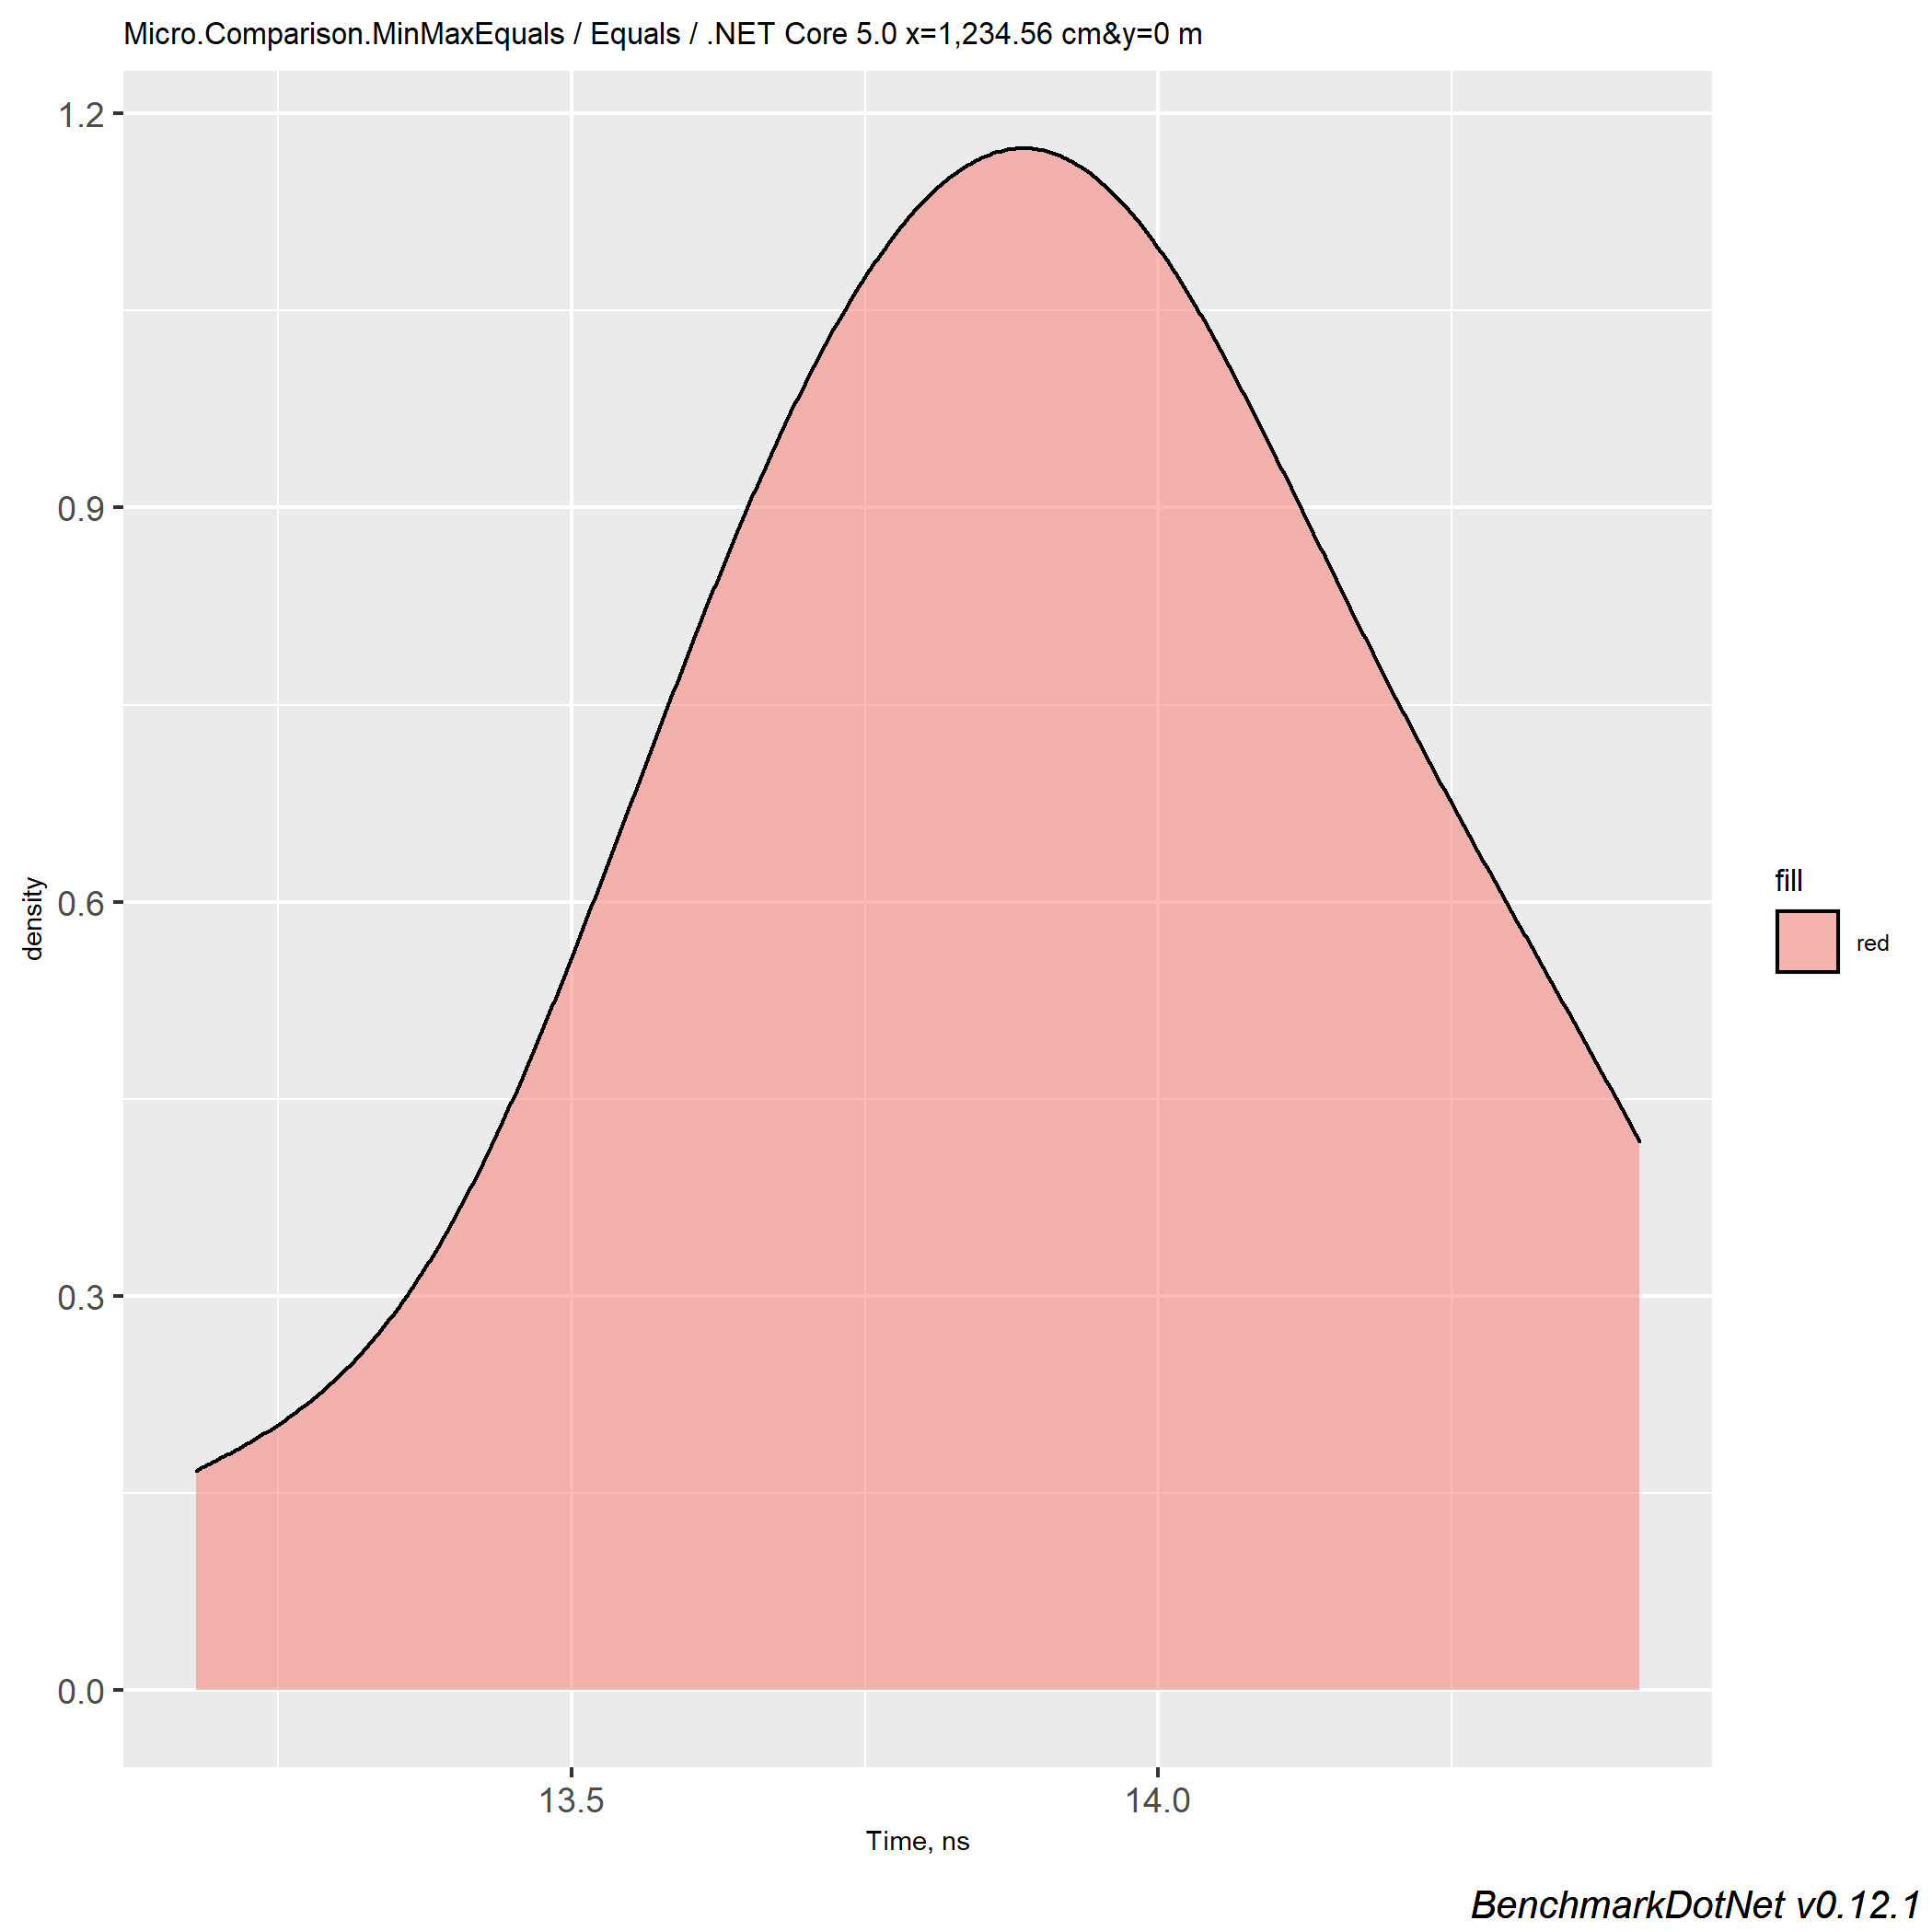 Micro.Comparison.MinMaxEquals / Equals / .NET Core 5.0 x=1,234.56 cm&y=0 m
1.2
0.9
0.6
0.3
0.0
density
13.5
14.0
Time, ns
fill
red
BenchmarkDotNet v0.12.1